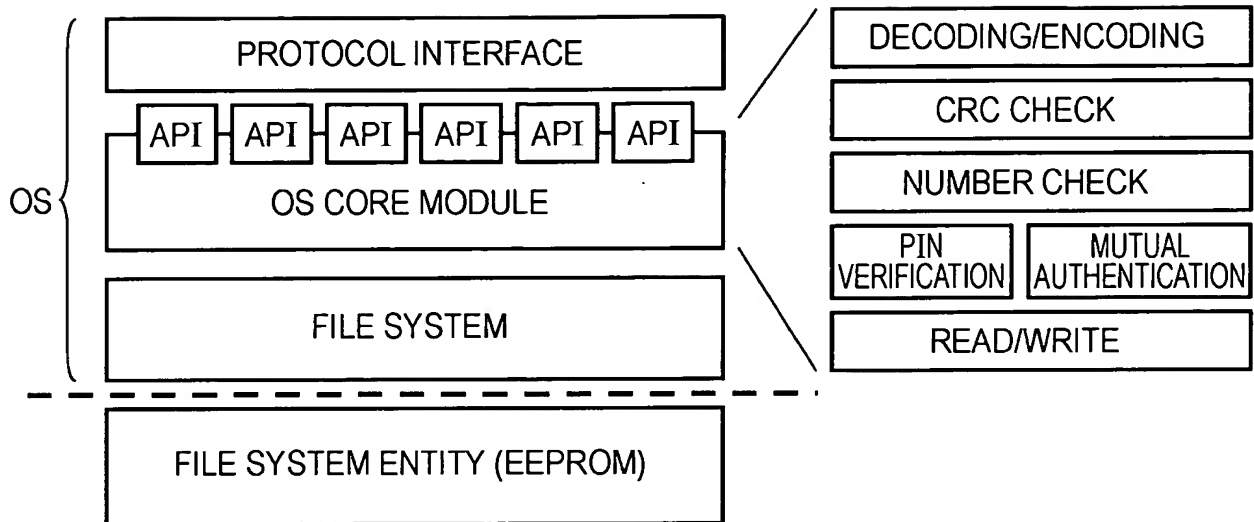 PROTOCOL INTERFACE
API API API API API API
OS CORE MODULE
OS
FILE SYSTEM
FILE SYSTEM ENTITY (EEPROM)
DECODING/ENCODING
CRC CHECK
NUMBER CHECK
PIN
VERIFICATION
MUTUAL
AUTHENTICATION
READ/WRITE